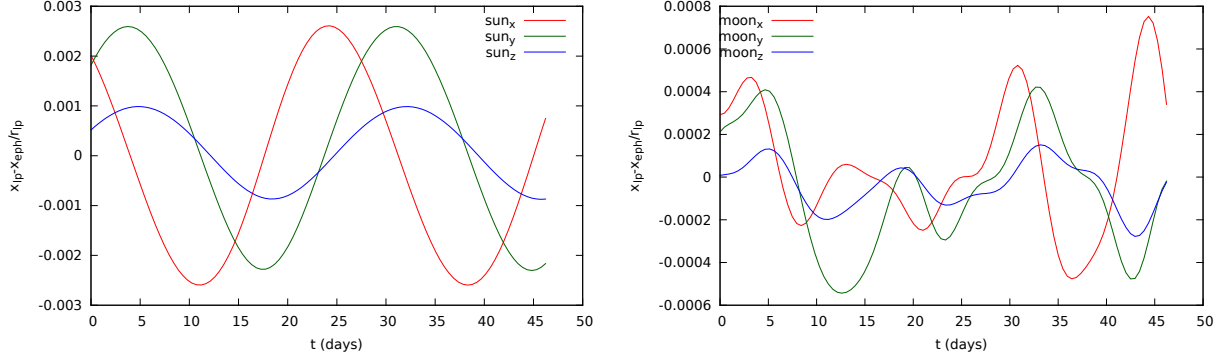 0.003
0.002
0.001
0
-0.001
-0.002
-0.003
x_lp-x_eph/r_lp
sun_x
sun_y
sun_z
0 5 10 15 20 25 30 35 40 45 50
t (days)
0.0008
0.0006
0.0004
0.0002
0
-0.0002
-0.0004
-0.0006
x_lp-x_eph/r_lp
moon_x
moon_y
moon_z
0 5 10 15 20 25 30 35 40 45 50
t (days)